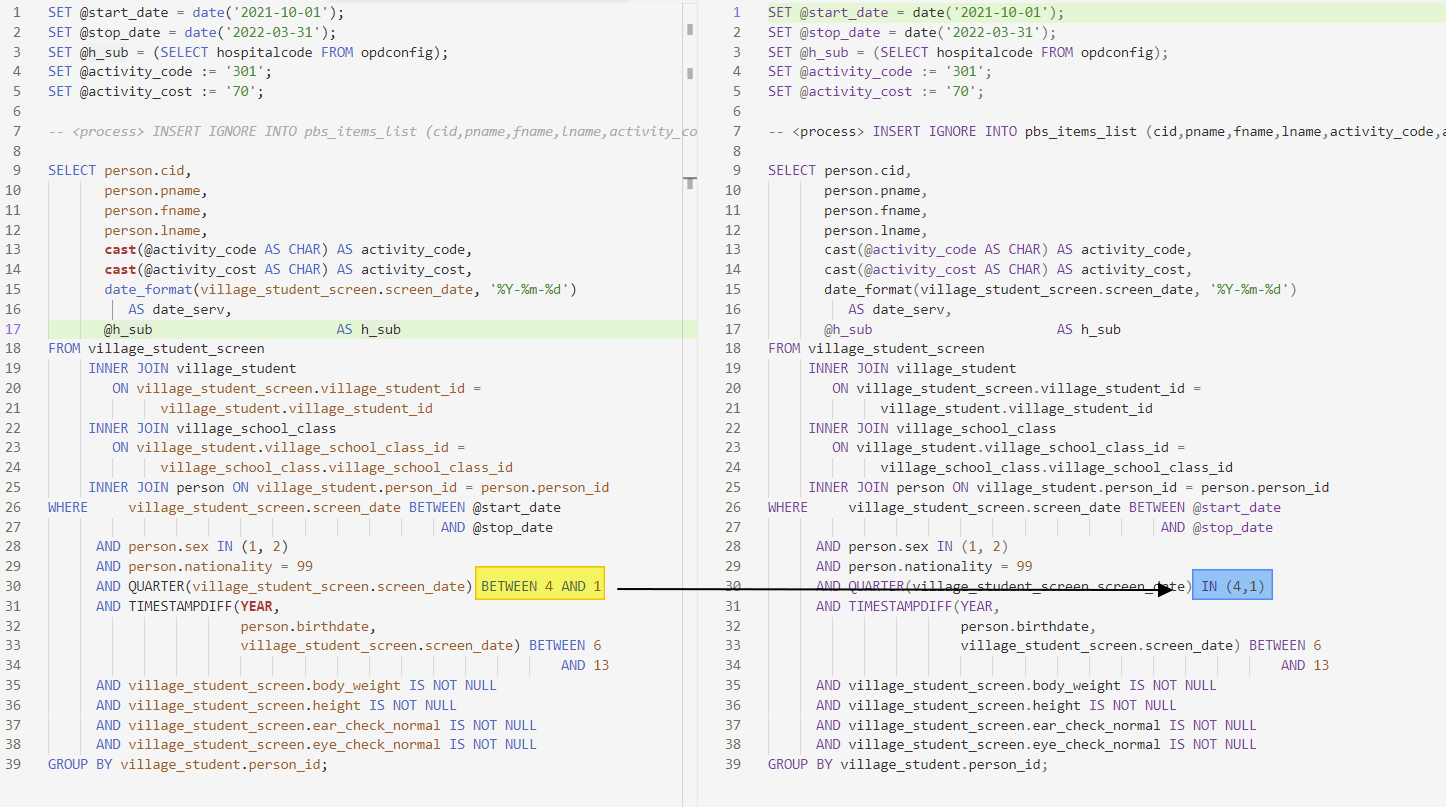 1 SET @start_date = date('2021-10-01');
2 SET @stop_date = date('2022-03-31');
3 SET @h_sub = (SELECT hospitalcode FROM opdconfig);
4 SET @activity_code := '301';
5 SET @activity_cost := '70';
6
7 -- <process> INSERT IGNORE INTO pbs_items_list (cid,pname,fname,lname,activity_co
8
9 SELECT person.cid,
10 person.pname,
11 person.fname,
12 person.lname,
13 cast(@activity_code AS CHAR) AS activity_code,
14 cast(@activity_cost AS CHAR) AS activity_cost,
15 date_format(village_student_screen.screen_date, '%Y-%m-%d')
16 AS date_serv,
17 @h_sub AS h_sub
18 FROM village_student_screen
19 INNER JOIN village_student
20 ON village_student_screen.village_student_id =
21 village_student.village_student_id
22 INNER JOIN village_school_class
23 ON village_student.village_school_class_id =
24 village_school_class.village_school_class_id
25 INNER JOIN person ON village_student.person_id = person.person_id
26 WHERE village_student_screen.screen_date BETWEEN @start_date
27 AND @stop_date
28 AND person.sex IN (1, 2)
29 AND person.nationality = 99
30 AND QUARTER(village_student_screen.screen_date) BETWEEN 4 AND 1
31 AND TIMESTAMPDIFF(YEAR,
32 person.birthdate,
33 village_student_screen.screen_date) BETWEEN 6
34 AND 13
35 AND village_student_screen.body_weight IS NOT NULL
36 AND village_student_screen.height IS NOT NULL
37 AND village_student_screen.ear_check_normal IS NOT NULL
38 AND village_student_screen.eye_check_normal IS NOT NULL
39 GROUP BY village_student.person_id;
1 SET @start_date = date('2021-10-01');
2 SET @stop_date = date('2022-03-31');
3 SET @h_sub = (SELECT hospitalcode FROM opdconfig);
4 SET @activity_code := '301';
5 SET @activity_cost := '70';
6
7 -- <process> INSERT IGNORE INTO pbs_items_list (cid,pname,fname,lname,activity_code,a
8
9 SELECT person.cid,
10 person.pname,
11 person.fname,
12 person.lname,
13 cast(@activity_code AS CHAR) AS activity_code,
14 cast(@activity_cost AS CHAR) AS activity_cost,
15 date_format(village_student_screen.screen_date, '%Y-%m-%d')
16 AS date_serv,
17 @h_sub AS h_sub
18 FROM village_student_screen
19 INNER JOIN village_student
20 ON village_student_screen.village_student_id =
21 village_student.village_student_id
22 INNER JOIN village_school_class
23 ON village_student.village_school_class_id =
24 village_school_class.village_school_class_id
25 INNER JOIN person ON village_student.person_id = person.person_id
26 WHERE village_student_screen.screen_date BETWEEN @start_date
27 AND @stop_date
28 AND person.sex IN (1, 2)
29 AND person.nationality = 99
30 AND QUARTER(village_student_screen.screen_date) IN (4,1)
31 AND TIMESTAMPDIFF(YEAR,
32 person.birthdate,
33 village_student_screen.screen_date) BETWEEN 6
34 AND 13
35 AND village_student_screen.body_weight IS NOT NULL
36 AND village_student_screen.height IS NOT NULL
37 AND village_student_screen.ear_check_normal IS NOT NULL
38 AND village_student_screen.eye_check_normal IS NOT NULL
39 GROUP BY village_student.person_id;